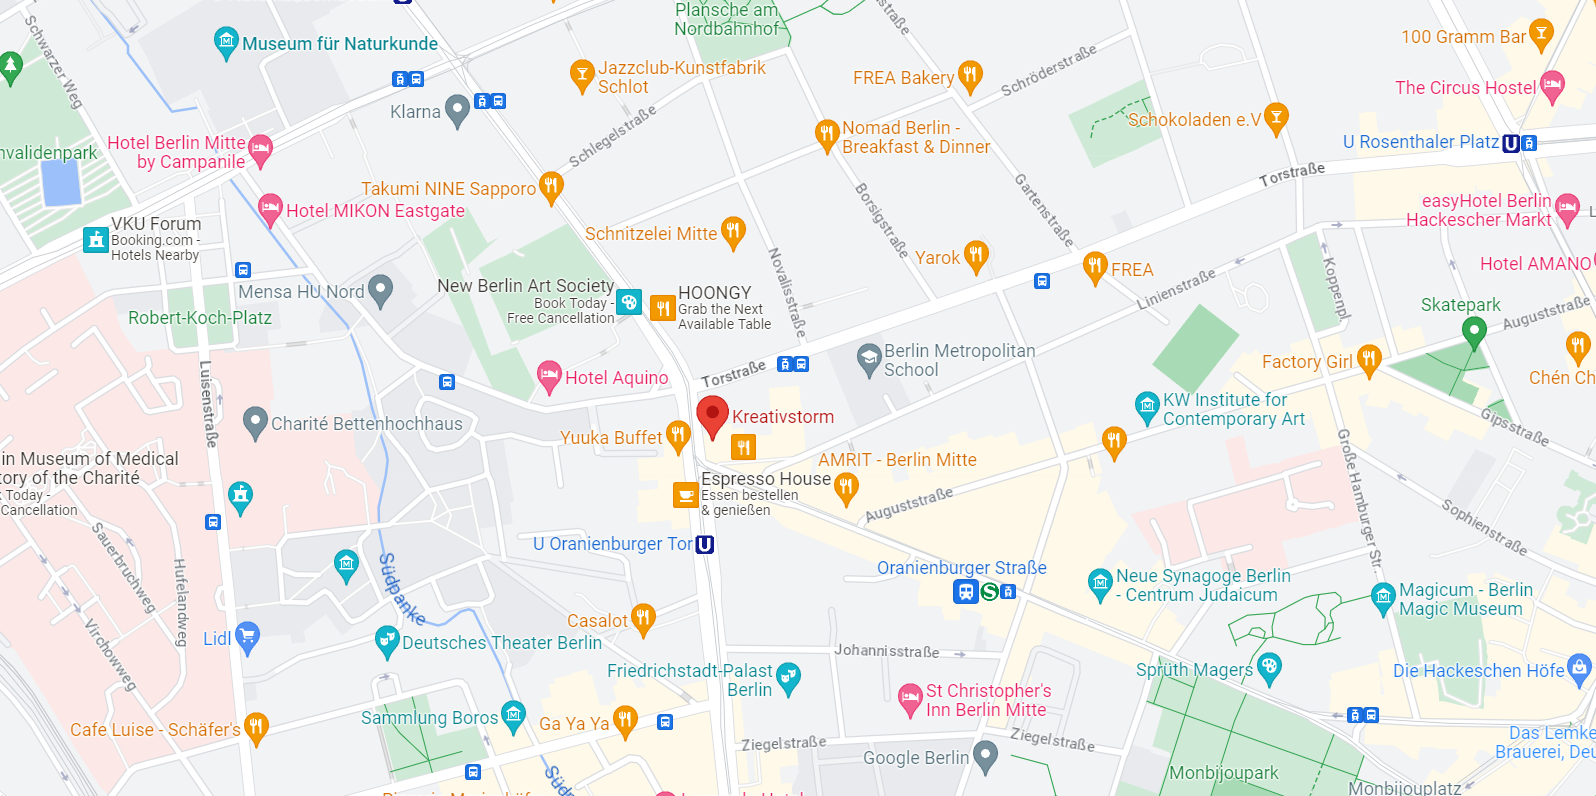 Plansche am
Nordbahnhof
Museum für Naturkunde
100 Gramm Bar
Schwarzer Weg
Jazzclub-Kunstfabrik
Schlot
FREA Bakery
Schröderstraße
The Circus Hostel
Klarna
Schokoladen e.V
Schlegelstraße
Nomad Berlin -
Breakfast & Dinner
Hotel Berlin Mitte
by Campanile
nvalidenpark
U Rosenthaler Platz
Torstraße
Takumi NINE Sapporo
Gartenstraße
Borsigstraße
easyHotel Berlin
Hackescher Markt
Hotel MIKON Eastgate
VKU Forum
Booking.com -
Hotels Nearby
Schnitzelei Mitte
Yarok
FREA
Hotel AMANO
Novalisstraße
Koppenpl.
Linienstraße
Mensa HU Nord
New Berlin Art Society
Book Today -
Free Cancellation
HOONGY
Grab the Next
Available Table
Robert-Koch-Platz
Skatepark
Auguststraße
Berlin Metropolitan
School
Factory Girl
Torstraße
Hotel Aquino
Chén Ch
Luisenstraße
KW Institute for
Contemporary Art
Kreativstorm
Charité Bettenhochhaus
Yuuka Buffet
Gipsstraße
in Museum of Medical
tory of the Charité
k Today -
Cancellation
AMRIT - Berlin Mitte
Große Hamburger Str.
Espresso House
Essen bestellen
& genießen
Auguststraße
Sophienstraße
U Oranienburger Tor
Sauerbruchweg
Hufelandweg
Südpanke
Oranienburger Straße
Neue Synagoge Berlin
- Centrum Judaicum
Magicum - Berlin
Magic Museum
Virchowweg
Casalot
Lidl
Deutsches Theater Berlin
Johannisstraße
Friedrichstadt-Palast
Berlin
Sprüth Magers
Die Hackeschen Höfe
St Christopher's
Inn Berlin Mitte
Sammlung Boros
Ga Ya Ya
Cafe Luise - Schäfer's
Ziegelstraße
Ziegelstraße
Google Berlin
Das Lemke
Brauerei, Deu
Monbijoupark
Monbijouplatz